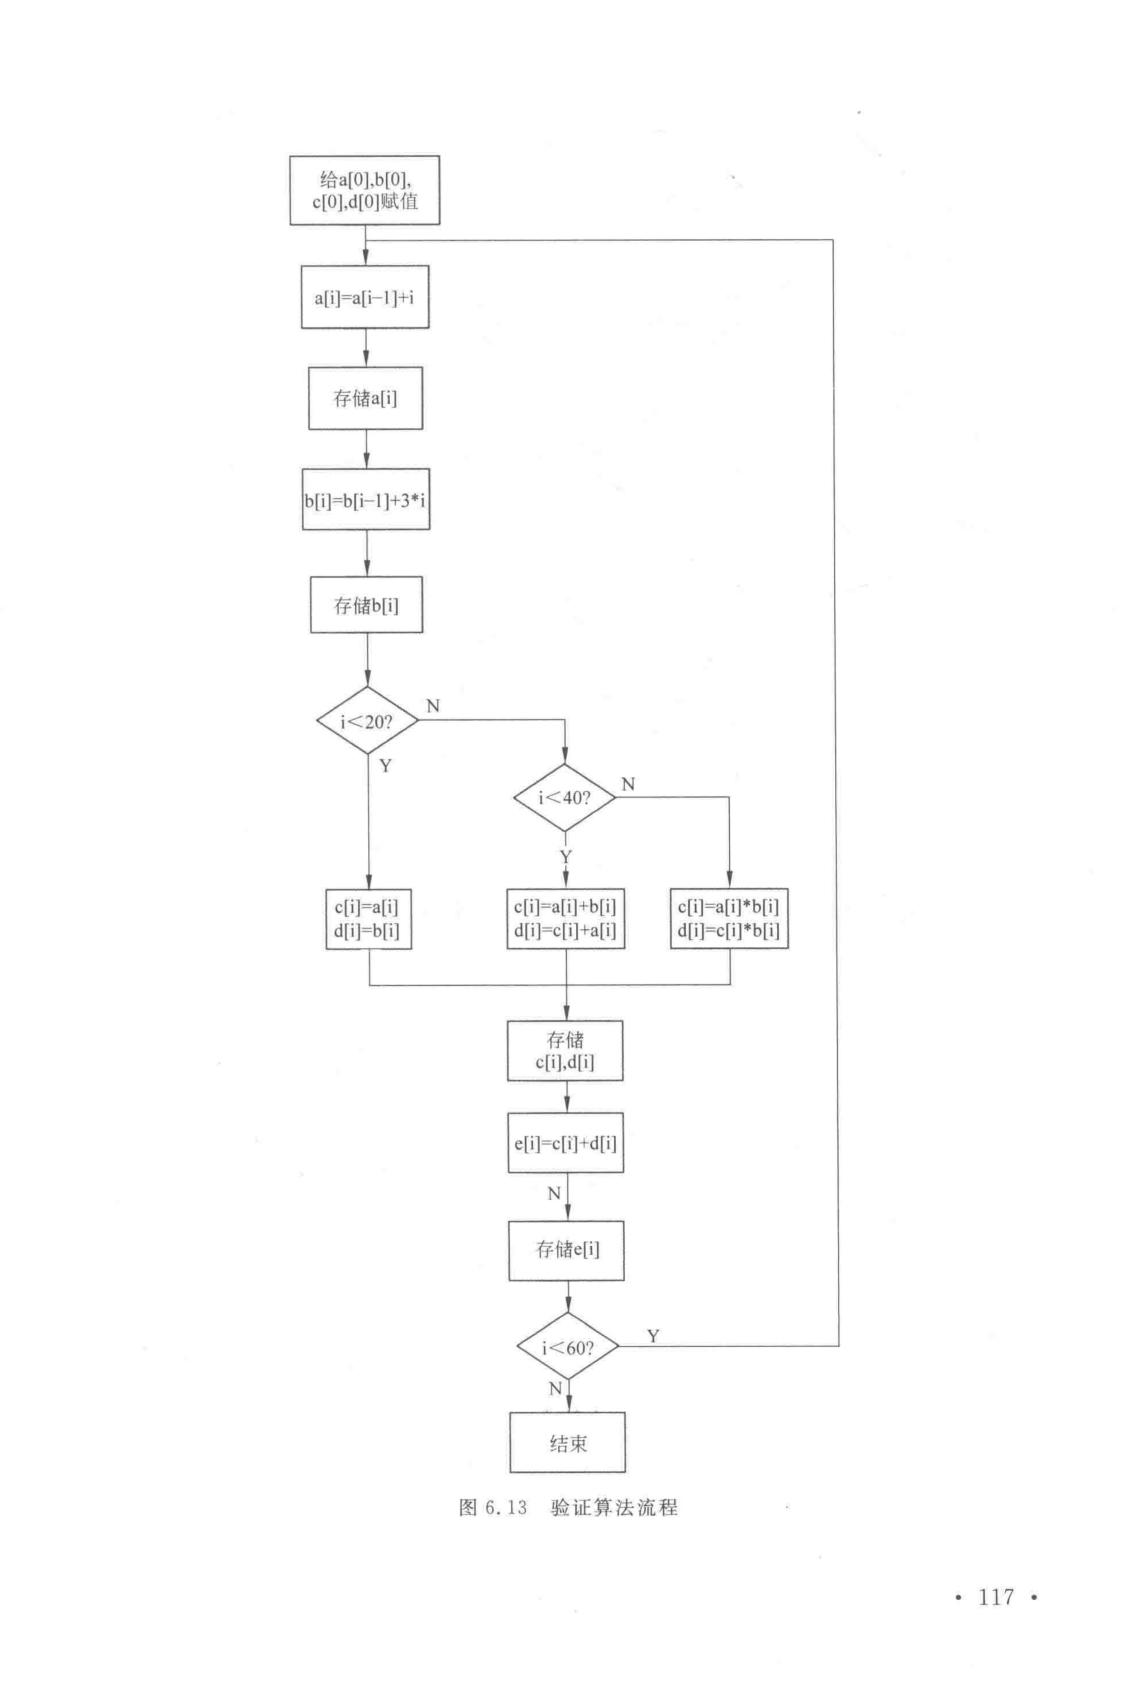 给a[0],b[0],
c[0],d[0]赋值
a[i]=a[i-1]+i
存储a[i]
b[i]=b[i-1]+3*i
存储b[i]
i<20?
N
Y
i<40?
N
Y
c[i]=a[i]
d[i]=b[i]
c[i]=a[i]+b[i]
d[i]=c[i]+a[i]
c[i]=a[i]*b[i]
d[i]=c[i]*b[i]
存储
c[i],d[i]
e[i]=c[i]+d[i]
N
存储e[i]
i<60?
Y
N
结束
图 6.13 验证算法流程
· 117 ·